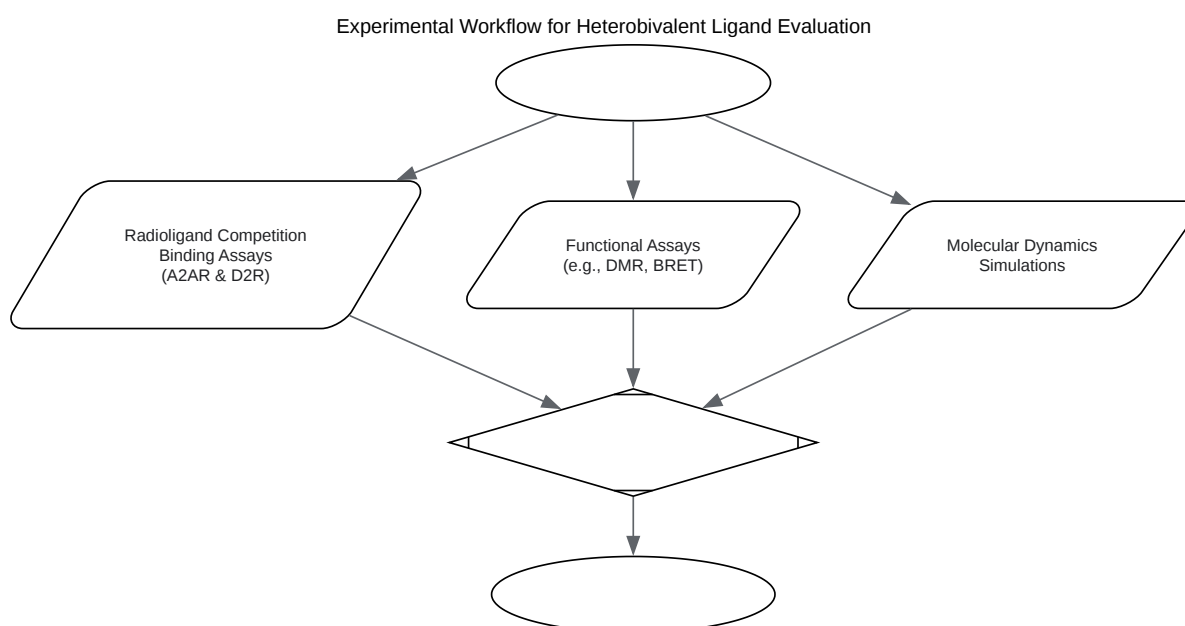 Experimental Workflow for Heterobivalent Ligand Evaluation
Radioligand Competition
Binding Assays
(A2AR & D2R)
Functional Assays
(e.g., DMR, BRET)
Molecular Dynamics
Simulations